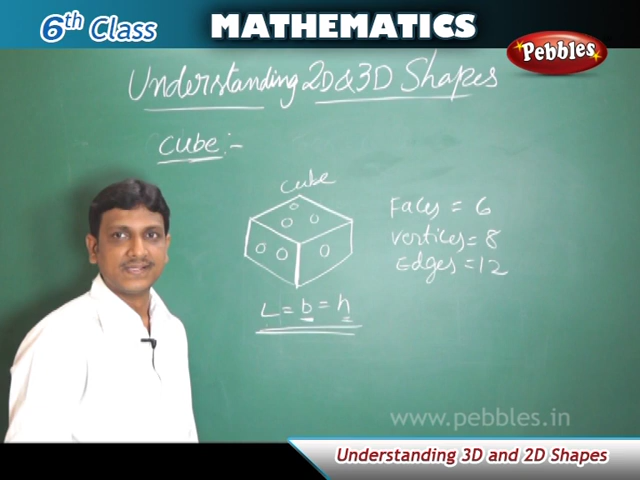 6th Class MATHEMATICS
Pebbles
Understanding 2D & 3D Shapes
Cube:-
Cube
Faces = 6
Vertices = 8
Edges = 12
L = b = h
www.pebbles.in
Understanding 3D and 2D Shapes